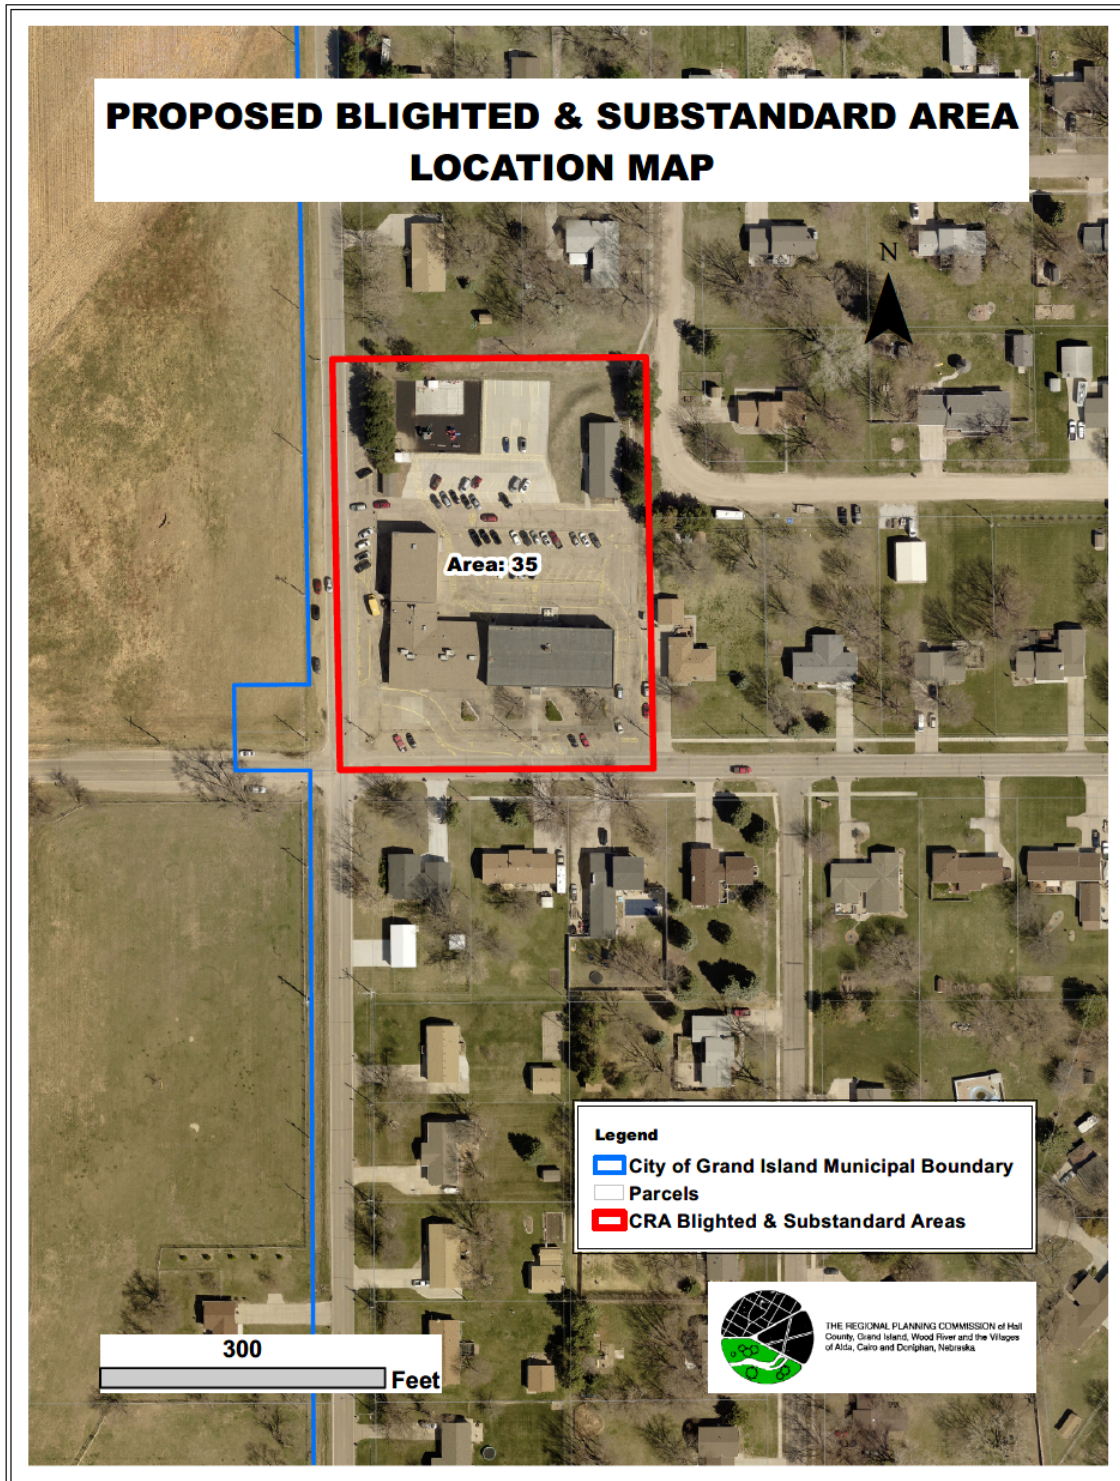 PROPOSED BLIGHTED & SUBSTANDARD AREA
LOCATION MAP
N
Area: 35
Legend
City of Grand Island Municipal Boundary
Parcels
CRA Blighted & Substandard Areas
300
Feet
THE REGIONAL PLANNING COMMISSION of Hall
County, Grand Island, Wood River and the Villages
of Alda, Cairo and Doniphan, Nebraska